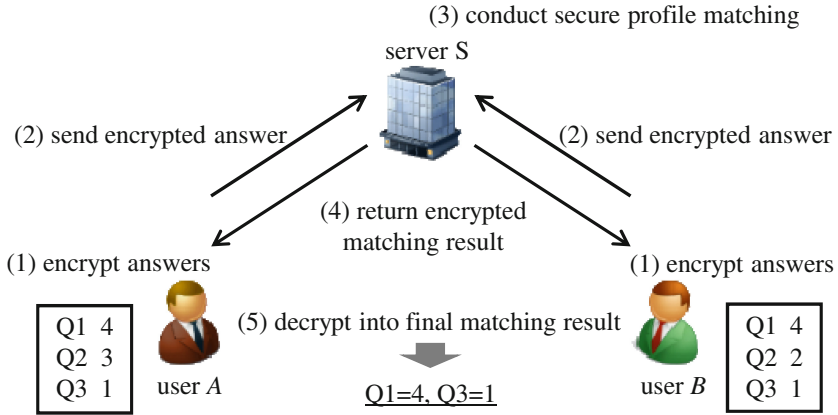 (3) conduct secure profile matching
server S
(2) send encrypted answer
(2) send encrypted answer
(4) return encrypted
matching result
(1) encrypt answers
(1) encrypt answers
Q1 4
Q2 3
Q3 1
user A
(5) decrypt into final matching result
Q1=4, Q3=1
user B
Q1 4
Q2 2
Q3 1